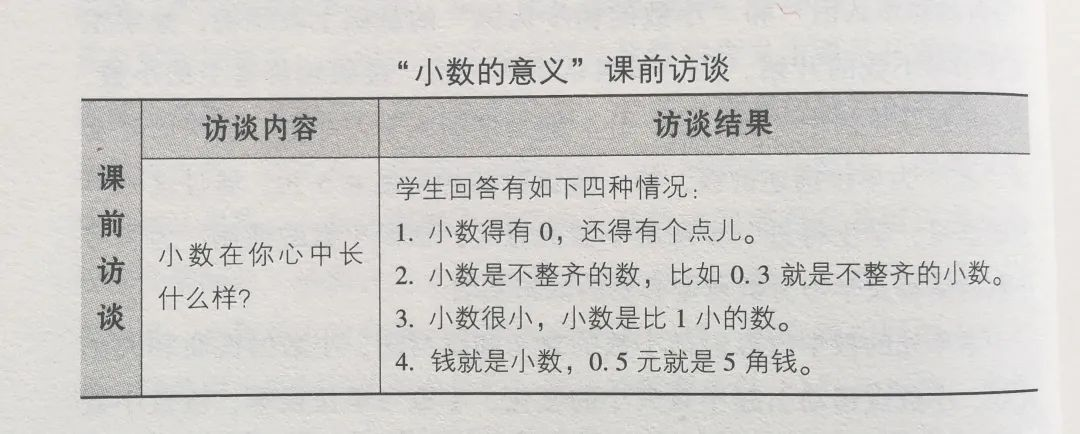 “小数的意义”课前访谈
课前访谈
访谈内容
访谈结果
小数在你心中长
什么样?
学生回答有如下四种情况:
1. 小数得有 0，还得有个点儿。
2. 小数是不整齐的数，比如 0.3 就是不整齐的小数。
3. 小数很小，小数是比 1 小的数。
4. 钱就是小数，0.5 元就是 5 角钱。